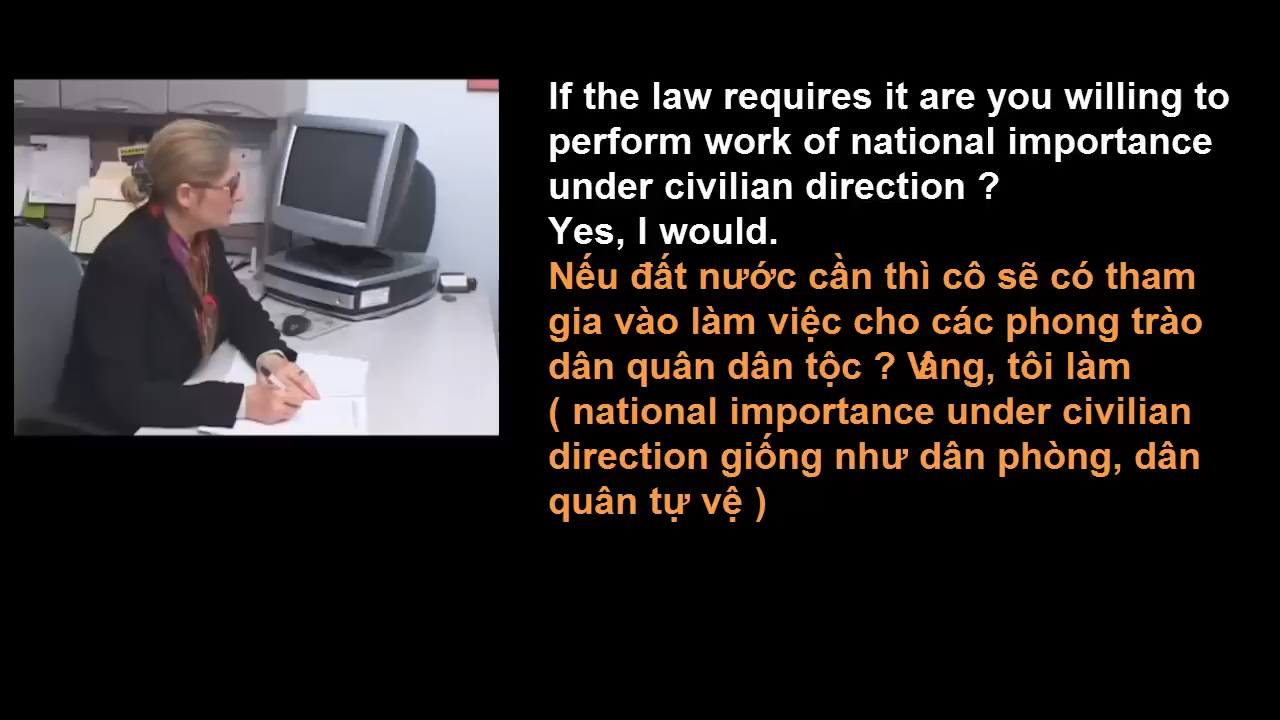 If the law requires it are you willing to
perform work of national importance
under civilian direction ?
Yes, I would.
Nếu đất nước cần thì cô sẽ có tham
gia vào làm việc cho các phong trào
dân quân dân tộc ? Vâng, tôi làm
( national importance under civilian
direction giống như dân phòng, dân
quân tự vệ )